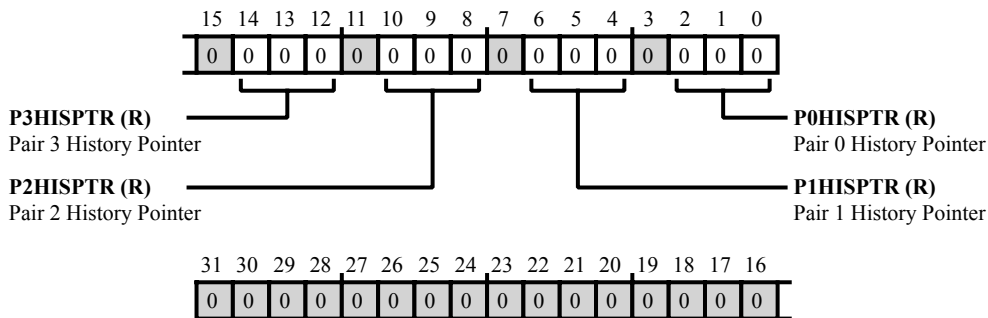 15 14 13 12 11 10 9 8 7 6 5 4 3 2 1 0
0 0 0 0 0 0 0 0 0 0 0 0 0 0 0 0
P3HISPTR (R) P0HISPTR (R)
Pair 3 History Pointer Pair 0 History Pointer
P2HISPTR (R) P1HISPTR (R)
Pair 2 History Pointer Pair 1 History Pointer
31 30 29 28 27 26 25 24 23 22 21 20 19 18 17 16
0 0 0 0 0 0 0 0 0 0 0 0 0 0 0 0